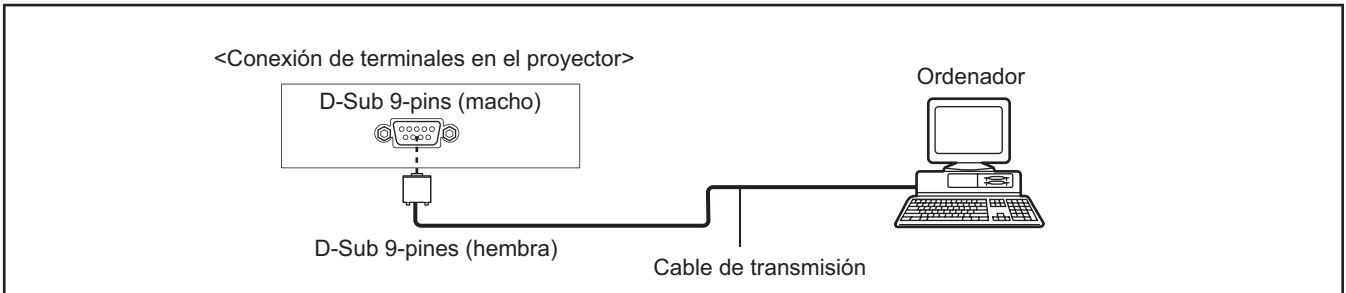 <Conexión de terminales en el proyector>
Ordenador
D-Sub 9-pins (macho)
D-Sub 9-pines (hembra)
Cable de transmisión